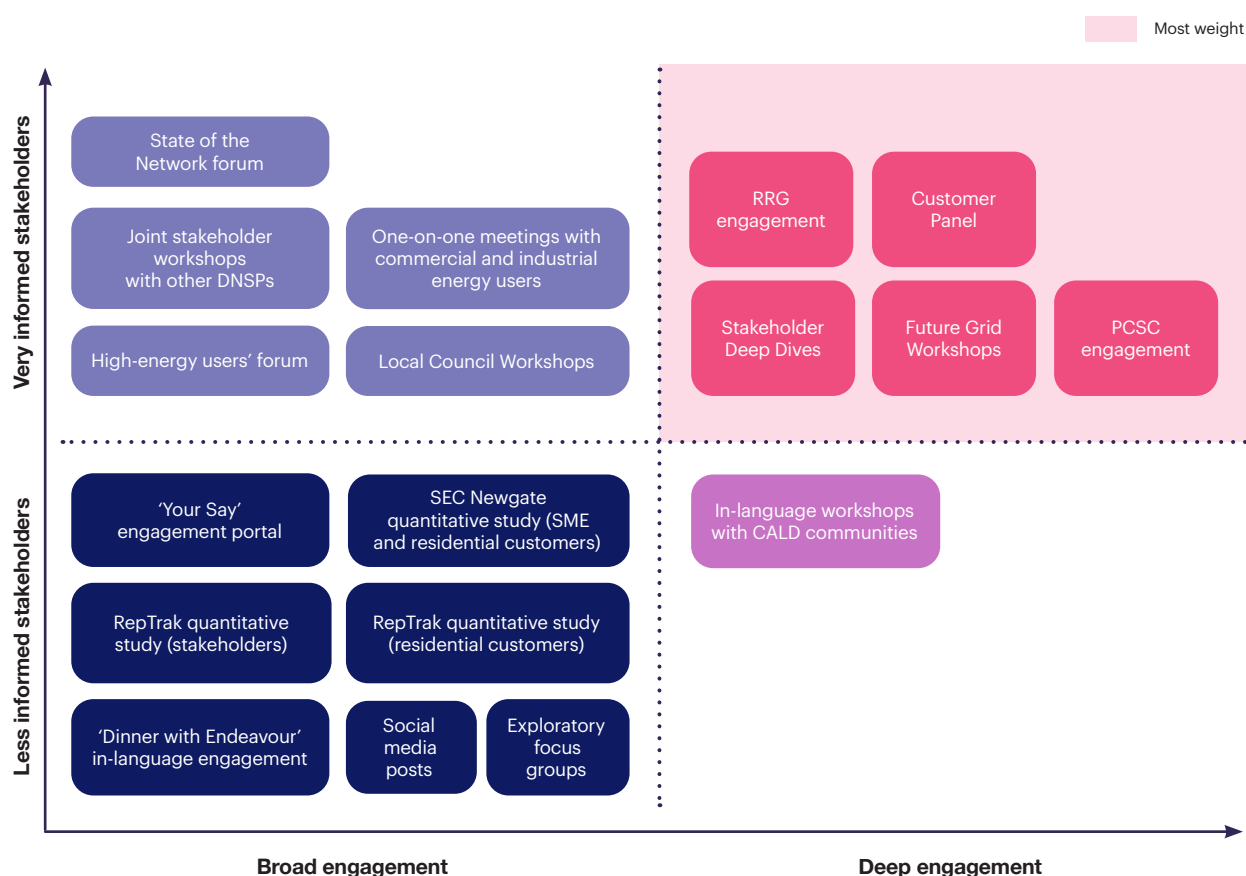 Most weight
Very informed stakeholders
State of the
Network forum
Joint stakeholder
workshops
with other DNSPs
One-on-one meetings with
commercial and industrial
energy users
High-energy users’ forum
Local Council Workshops
RRG
engagement
Customer
Panel
Stakeholder
Deep Dives
Future Grid
Workshops
PCSC
engagement
Less informed stakeholders
‘Your Say’
engagement portal
SEC Newgate
quantitative study (SME
and residential customers)
RepTrak quantitative
study (stakeholders)
RepTrak quantitative study
(residential customers)
‘Dinner with Endeavour’
in-language engagement
Social
media
posts
Exploratory
focus
groups
In-language workshops
with CALD communities
Broad engagement
Deep engagement